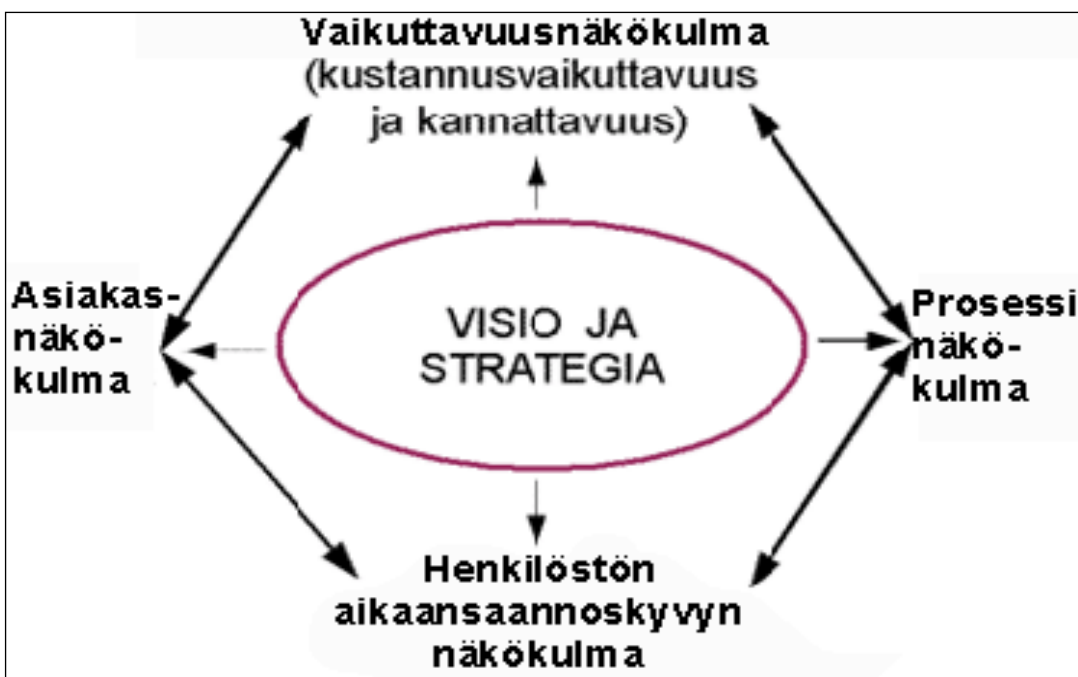 Vaikuttavuusnäkökulma
(kustannusvaikuttavuus
ja kannattavuus)
Asiakas-
näkö-
kulma
VISIO JA
STRATEGIA
Prosessi
näkö-
kulma
Henkilöstön
aikaansaannoskyvyn
näkökulma